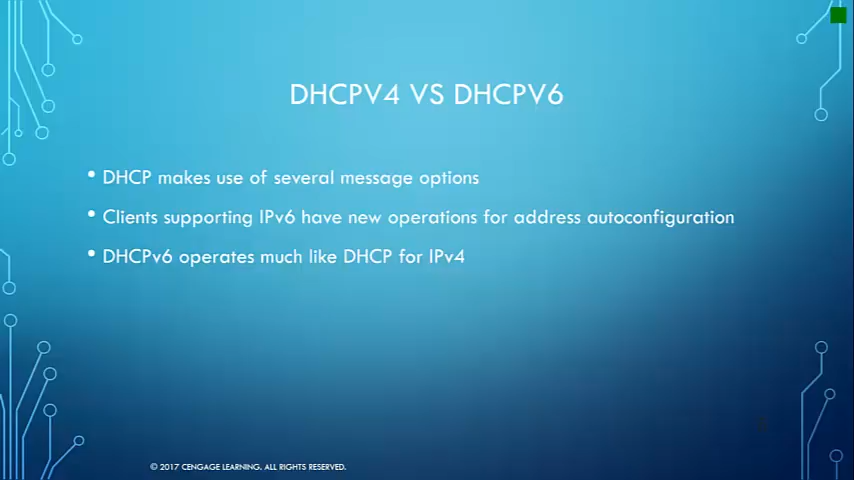 DHCPV4 VS DHCPV6
• DHCP makes use of several message options
• Clients supporting IPv6 have new operations for address autoconfiguration
• DHCPv6 operates much like DHCP for IPv4
© 2017 CENGAGE LEARNING. ALL RIGHTS RESERVED.